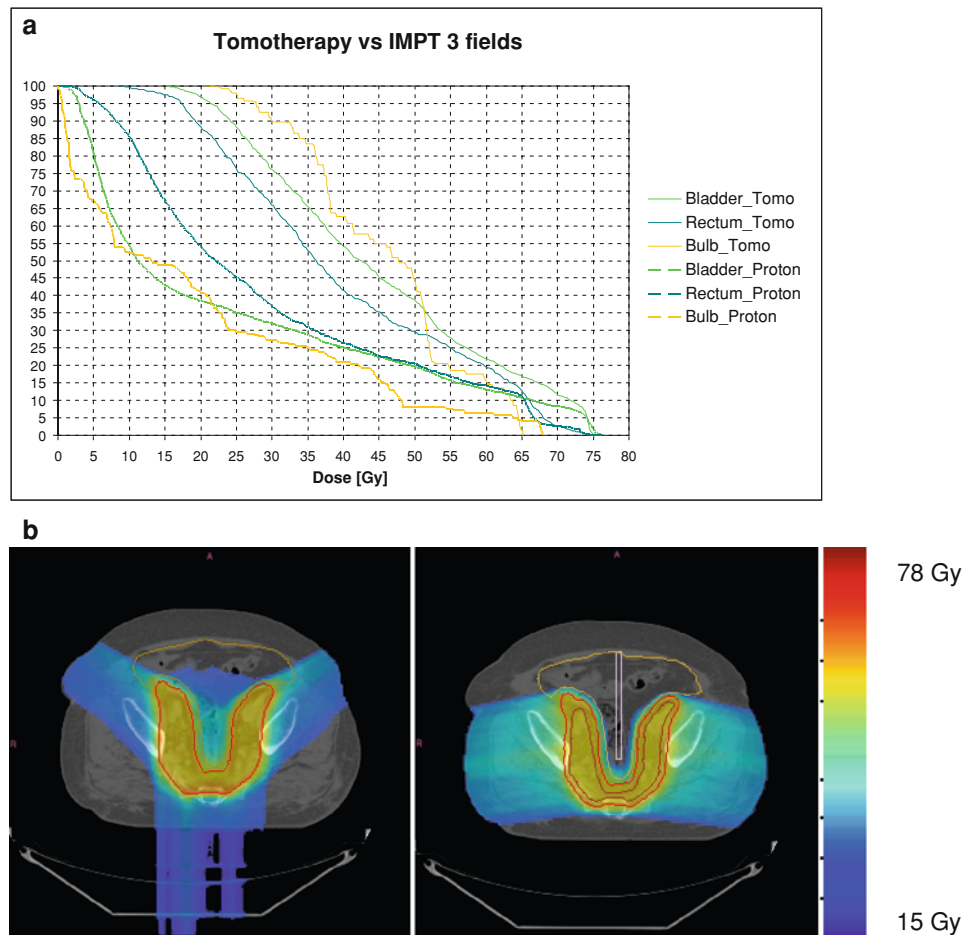 a
Tomotherapy vs IMPT 3 fields
100
95
90
85
80
75
70
65
60
55
50
45
40
35
30
25
20
15
10
5
0
0 5 10 15 20 25 30 35 40 45 50 55 60 65 70 75 80
Dose [Gy]
Bladder_Tomo
Rectum_Tomo
Bulb_Tomo
Bladder_Proton
Rectum_Proton
Bulb_Proton
b
A
R
A
R
78 Gy
15 Gy